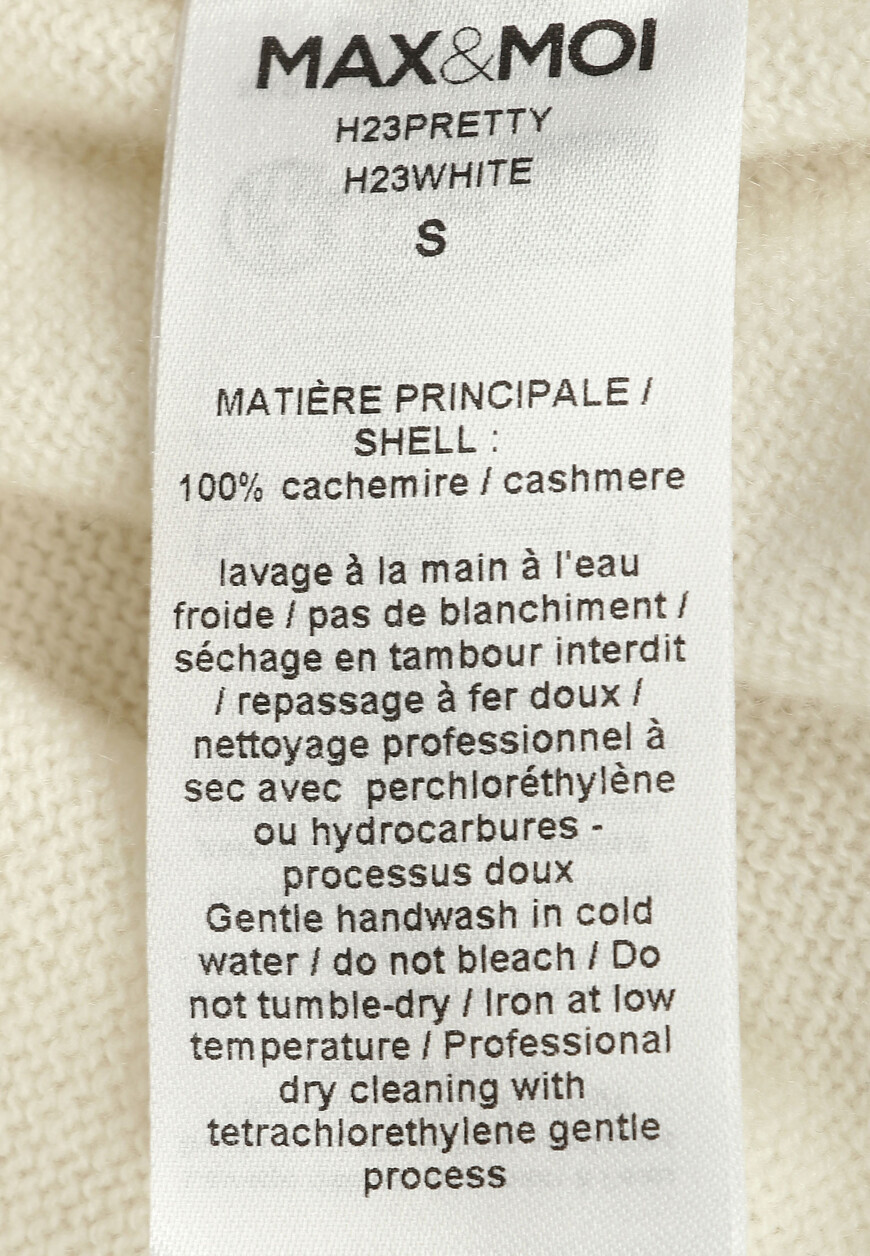 MAX&MOI
H23PRETTY
H23WHITE
S
MATIÈRE PRINCIPALE /
SHELL :
100% cachemire / cashmere
lavage à la main à l'eau
froide / pas de blanchiment /
séchage en tambour interdit
/ repassage à fer doux /
nettoyage professionnel à
sec avec perchloréthylène
ou hydrocarbures -
processus doux
Gentle handwash in cold
water / do not bleach / Do
not tumble-dry / Iron at low
temperature / Professional
dry cleaning with
tetrachlorethylene gentle
process